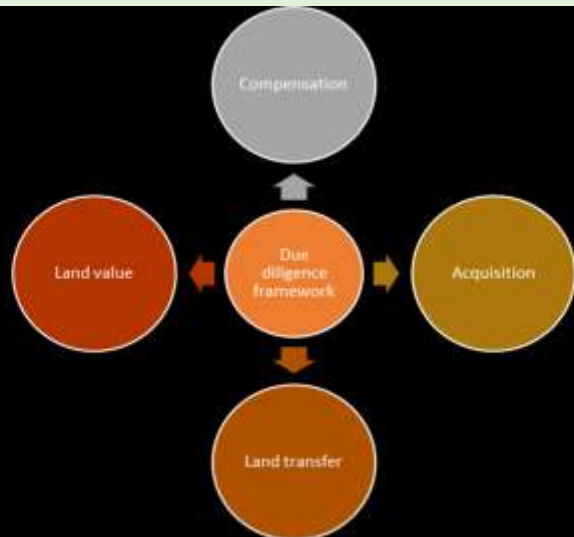 Compensation
Land value
Due
diligence
framework
Acquisition
Land transfer